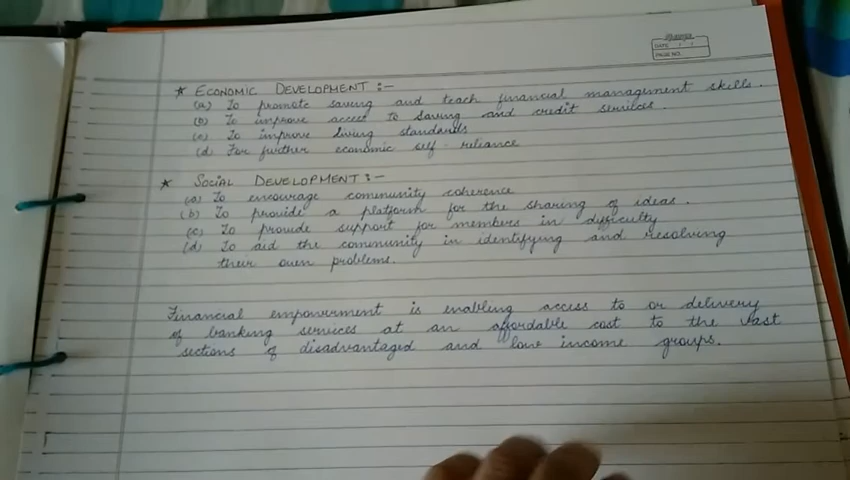 DATE
PAGE NO.
★ ECONOMIC DEVELOPMENT :-
(a) To promote saving and teach financial management skills.
(b) To improve access to saving and credit services.
(c) To improve living standards
(d) For further economic self reliance
★ SOCIAL DEVELOPMENT :-
(a) To encourage community coherence
(b) To provide a platform for the sharing of ideas.
(c) To provide support for members in difficulty
(d) To aid the community in identifying and resolving
their own problems.
Financial empowerment is enabling access to or delivery
of banking services at an affordable cost to the vast
sections of disadvantaged and low income groups.